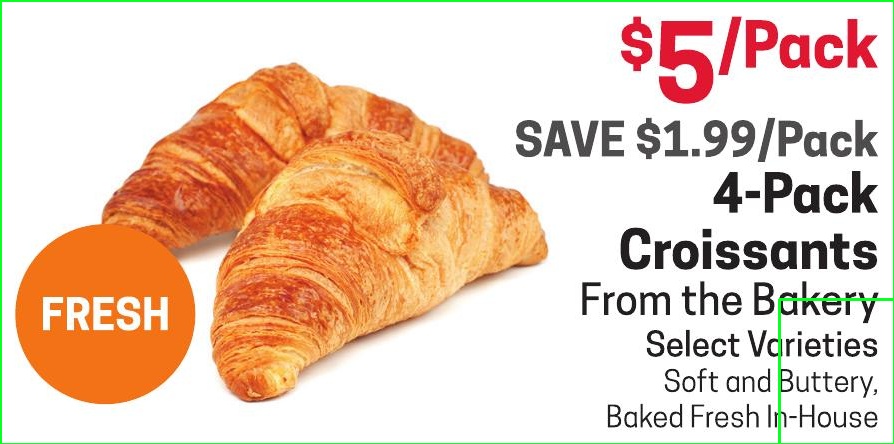 $5/Pack
SAVE $1.99/Pack
4-Pack
Croissants
From the Bakery
Select Varieties
Soft and Buttery,
Baked Fresh In-House
FRESH